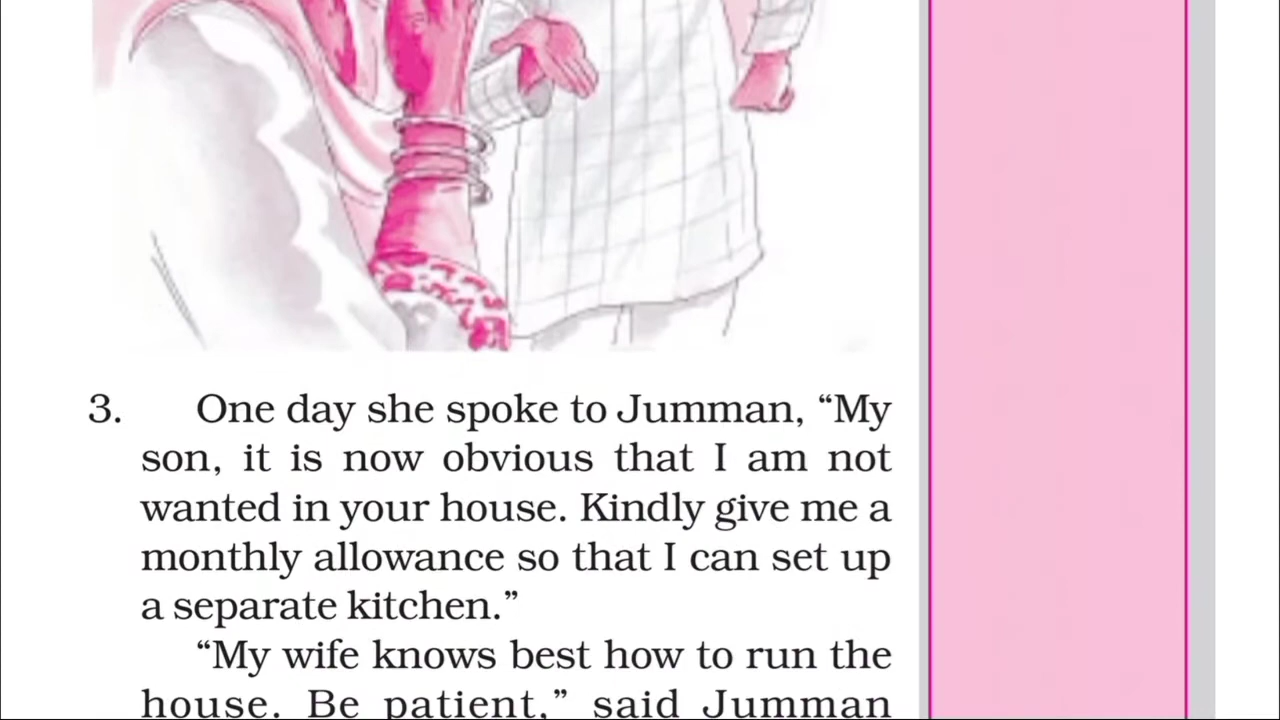 3. One day she spoke to Jumman, “My
son, it is now obvious that I am not
wanted in your house. Kindly give me a
monthly allowance so that I can set up
a separate kitchen.”
“My wife knows best how to run the
house. Be patient,” said Jumman